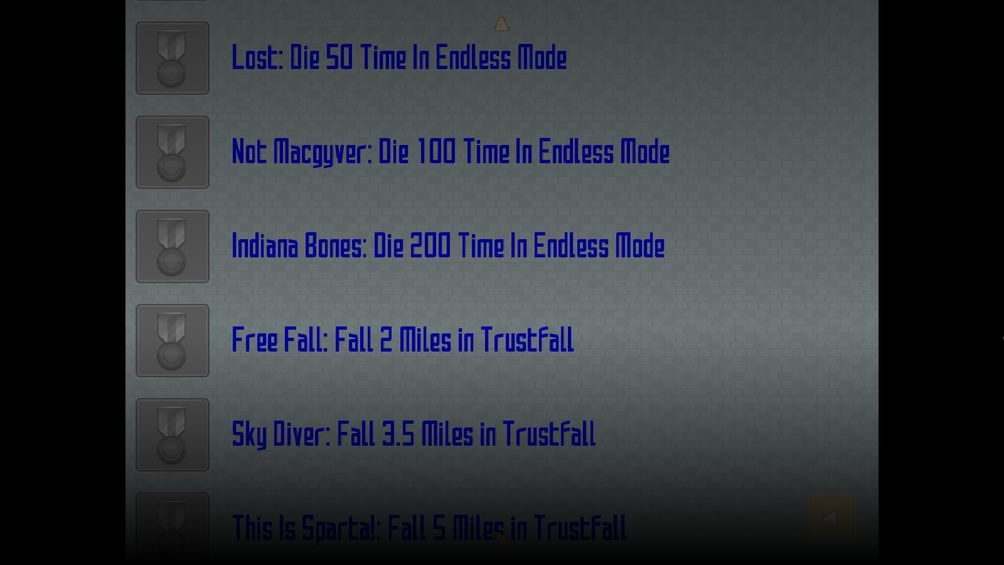 Lost: Die 50 Time In Endless Mode
Not Macgyver: Die 100 Time In Endless Mode
Indiana Bones: Die 200 Time In Endless Mode
Free Fall: Fall 2 Miles in Trustfall
Sky Diver: Fall 3.5 Miles in Trustfall
This Is Sparta!: Fall 5 Miles in Trustfall